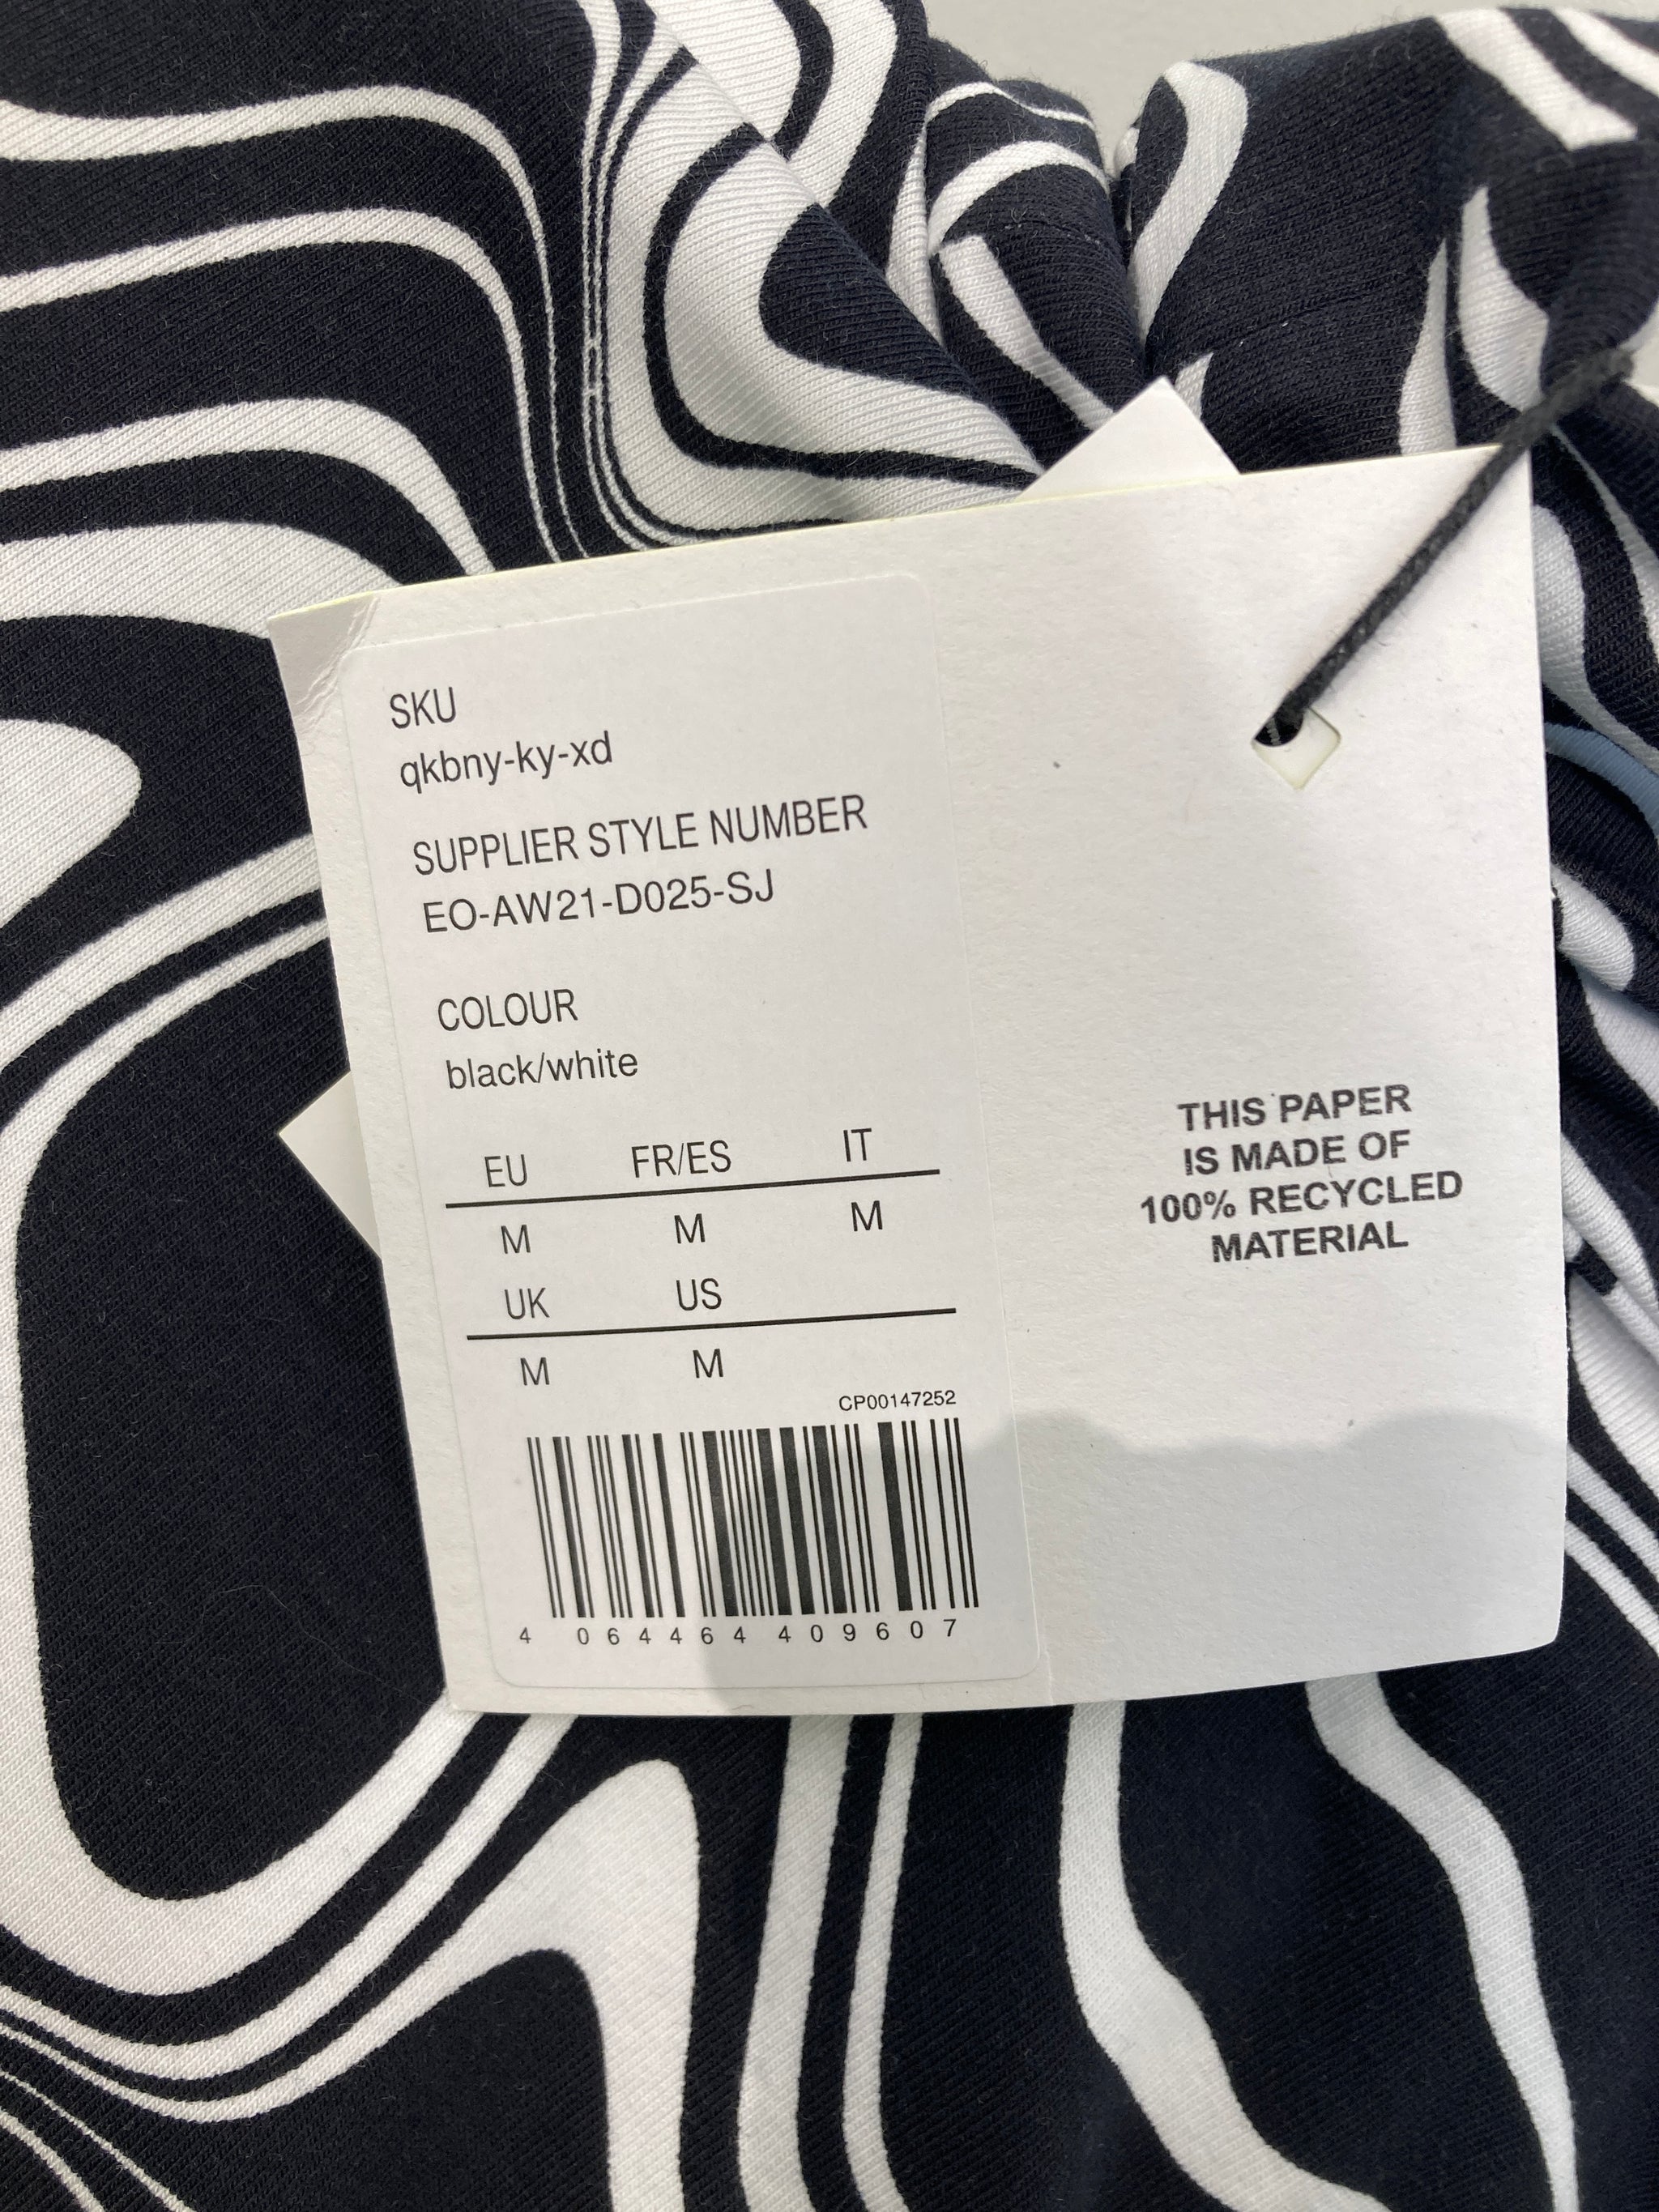 SKU
qkbny-ky-xd
SUPPLIER STYLE NUMBER
EO-AW21-D025-SJ
COLOUR
black/white
EU FR/ES IT
M M M
UK US
M M
CP00147252
4 064464 409607
THIS PAPER
IS MADE OF
100% RECYCLED
MATERIAL